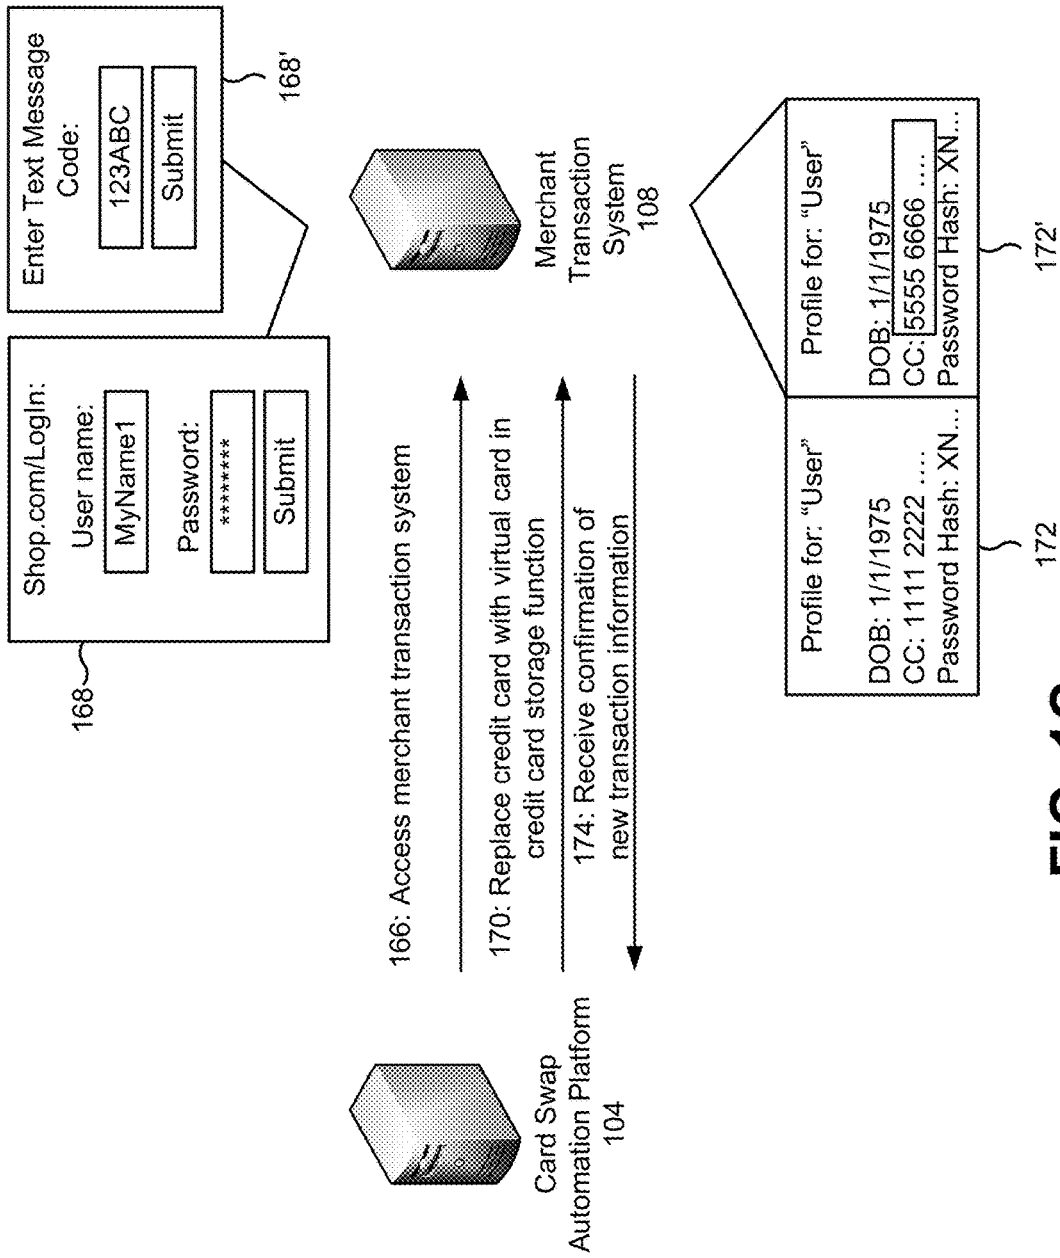 Shop.com/LogIn:
User name:
MyName1
Password:
********
Submit
168
Enter Text Message
Code:
123ABC
Submit
168'
166: Access merchant transaction system
170: Replace credit card with virtual card in
credit card storage function
174: Receive confirmation of
new transaction information
Card Swap
Automation Platform
104
Merchant
Transaction
System
108
Profile for: “User”
DOB: 1/1/1975
CC: 1111 2222 ....
Password Hash: XN...
172
Profile for: “User”
DOB: 1/1/1975
CC: 5555 6666 ....
Password Hash: XN...
172'